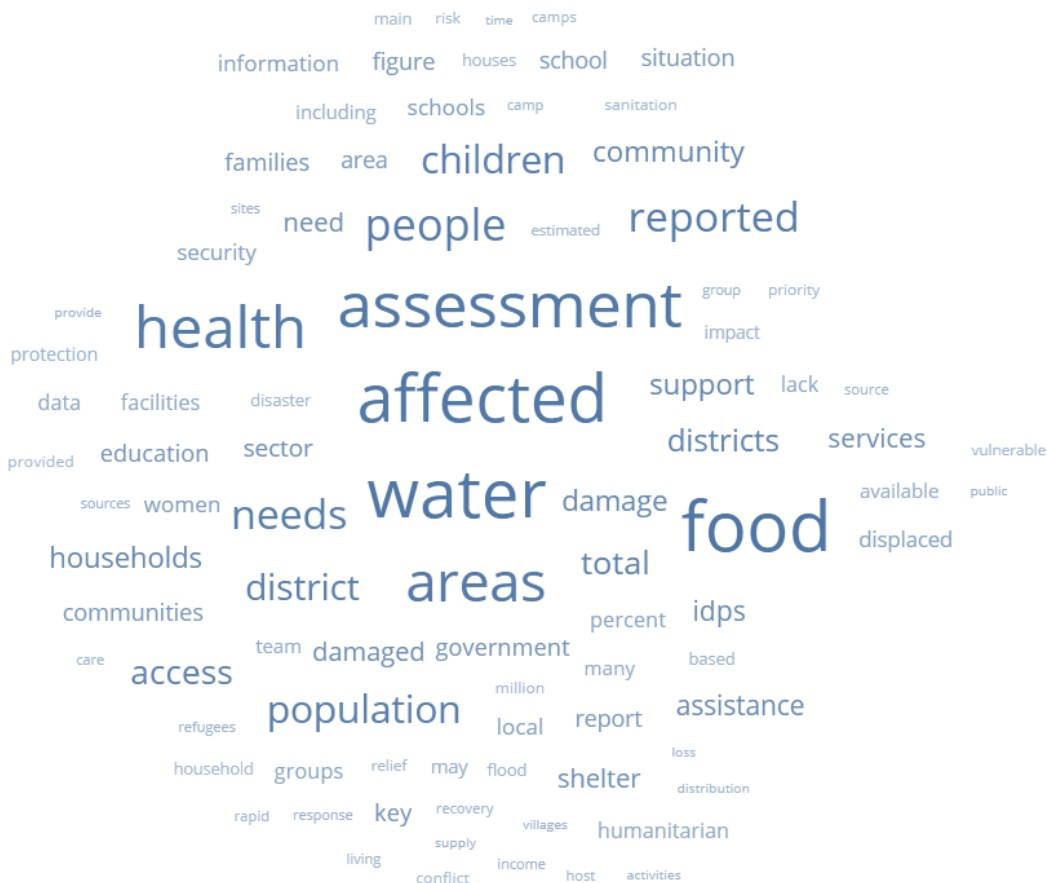 main risk time camps
information figure houses school situation
including schools camp sanitation
families area children community
sites need people estimated reported
security
provide health assessment group priority
protection impact
data facilities disaster affected support lack source
provided education sector districts services vulnerable
sources women needs water damage food available public
households district areas total displaced
communities percent idps
care access team damaged government many based
refugees population million local report assistance
household groups relief may flood shelter loss distribution
rapid response key recovery villages humanitarian
living supply income
conflict host activities